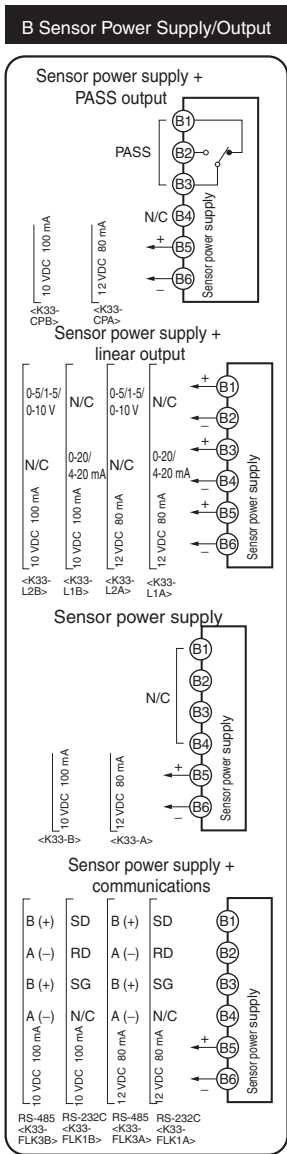 B Sensor Power Supply/Output
Sensor power supply +
PASS output
B1
PASS
B2
B3
N/C
B4
+
B5
−
B6
Sensor power supply
10 VDC 100 mA
12 VDC 80 mA
<K33-
CPB>
<K33-
CPA>
Sensor power supply +
linear output
0-5/1-5/
0-10 V
N/C
0-5/1-5/
0-10 V
N/C
N/C
0-20/
4-20 mA
N/C
0-20/
4-20 mA
10 VDC 100 mA
10 VDC 100 mA
12 VDC 80 mA
12 VDC 80 mA
+
B1
−
B2
+
B3
−
B4
+
B5
−
B6
Sensor power supply
<K33-
L2B>
<K33-
L1B>
<K33-
L2A>
<K33-
L1A>
Sensor power supply
B1
B2
N/C
B3
B4
+
B5
−
B6
Sensor power supply
10 VDC 100 mA
12 VDC 80 mA
<K33-B>
<K33-A>
Sensor power supply +
communications
B (+) SD B (+) SD
B1
A (−) RD A (−) RD
B2
B (+) SG B (+) SG
B3
A (−) N/C A (−) N/C
B4
10 VDC 100 mA
10 VDC 100 mA
12 VDC 80 mA
12 VDC 80 mA
+
B5
−
B6
Sensor power supply
RS-485 RS-232C RS-485 RS-232C
<K33- <K33- <K33- <K33-
FLK3B> FLK1B> FLK3A> FLK1A>